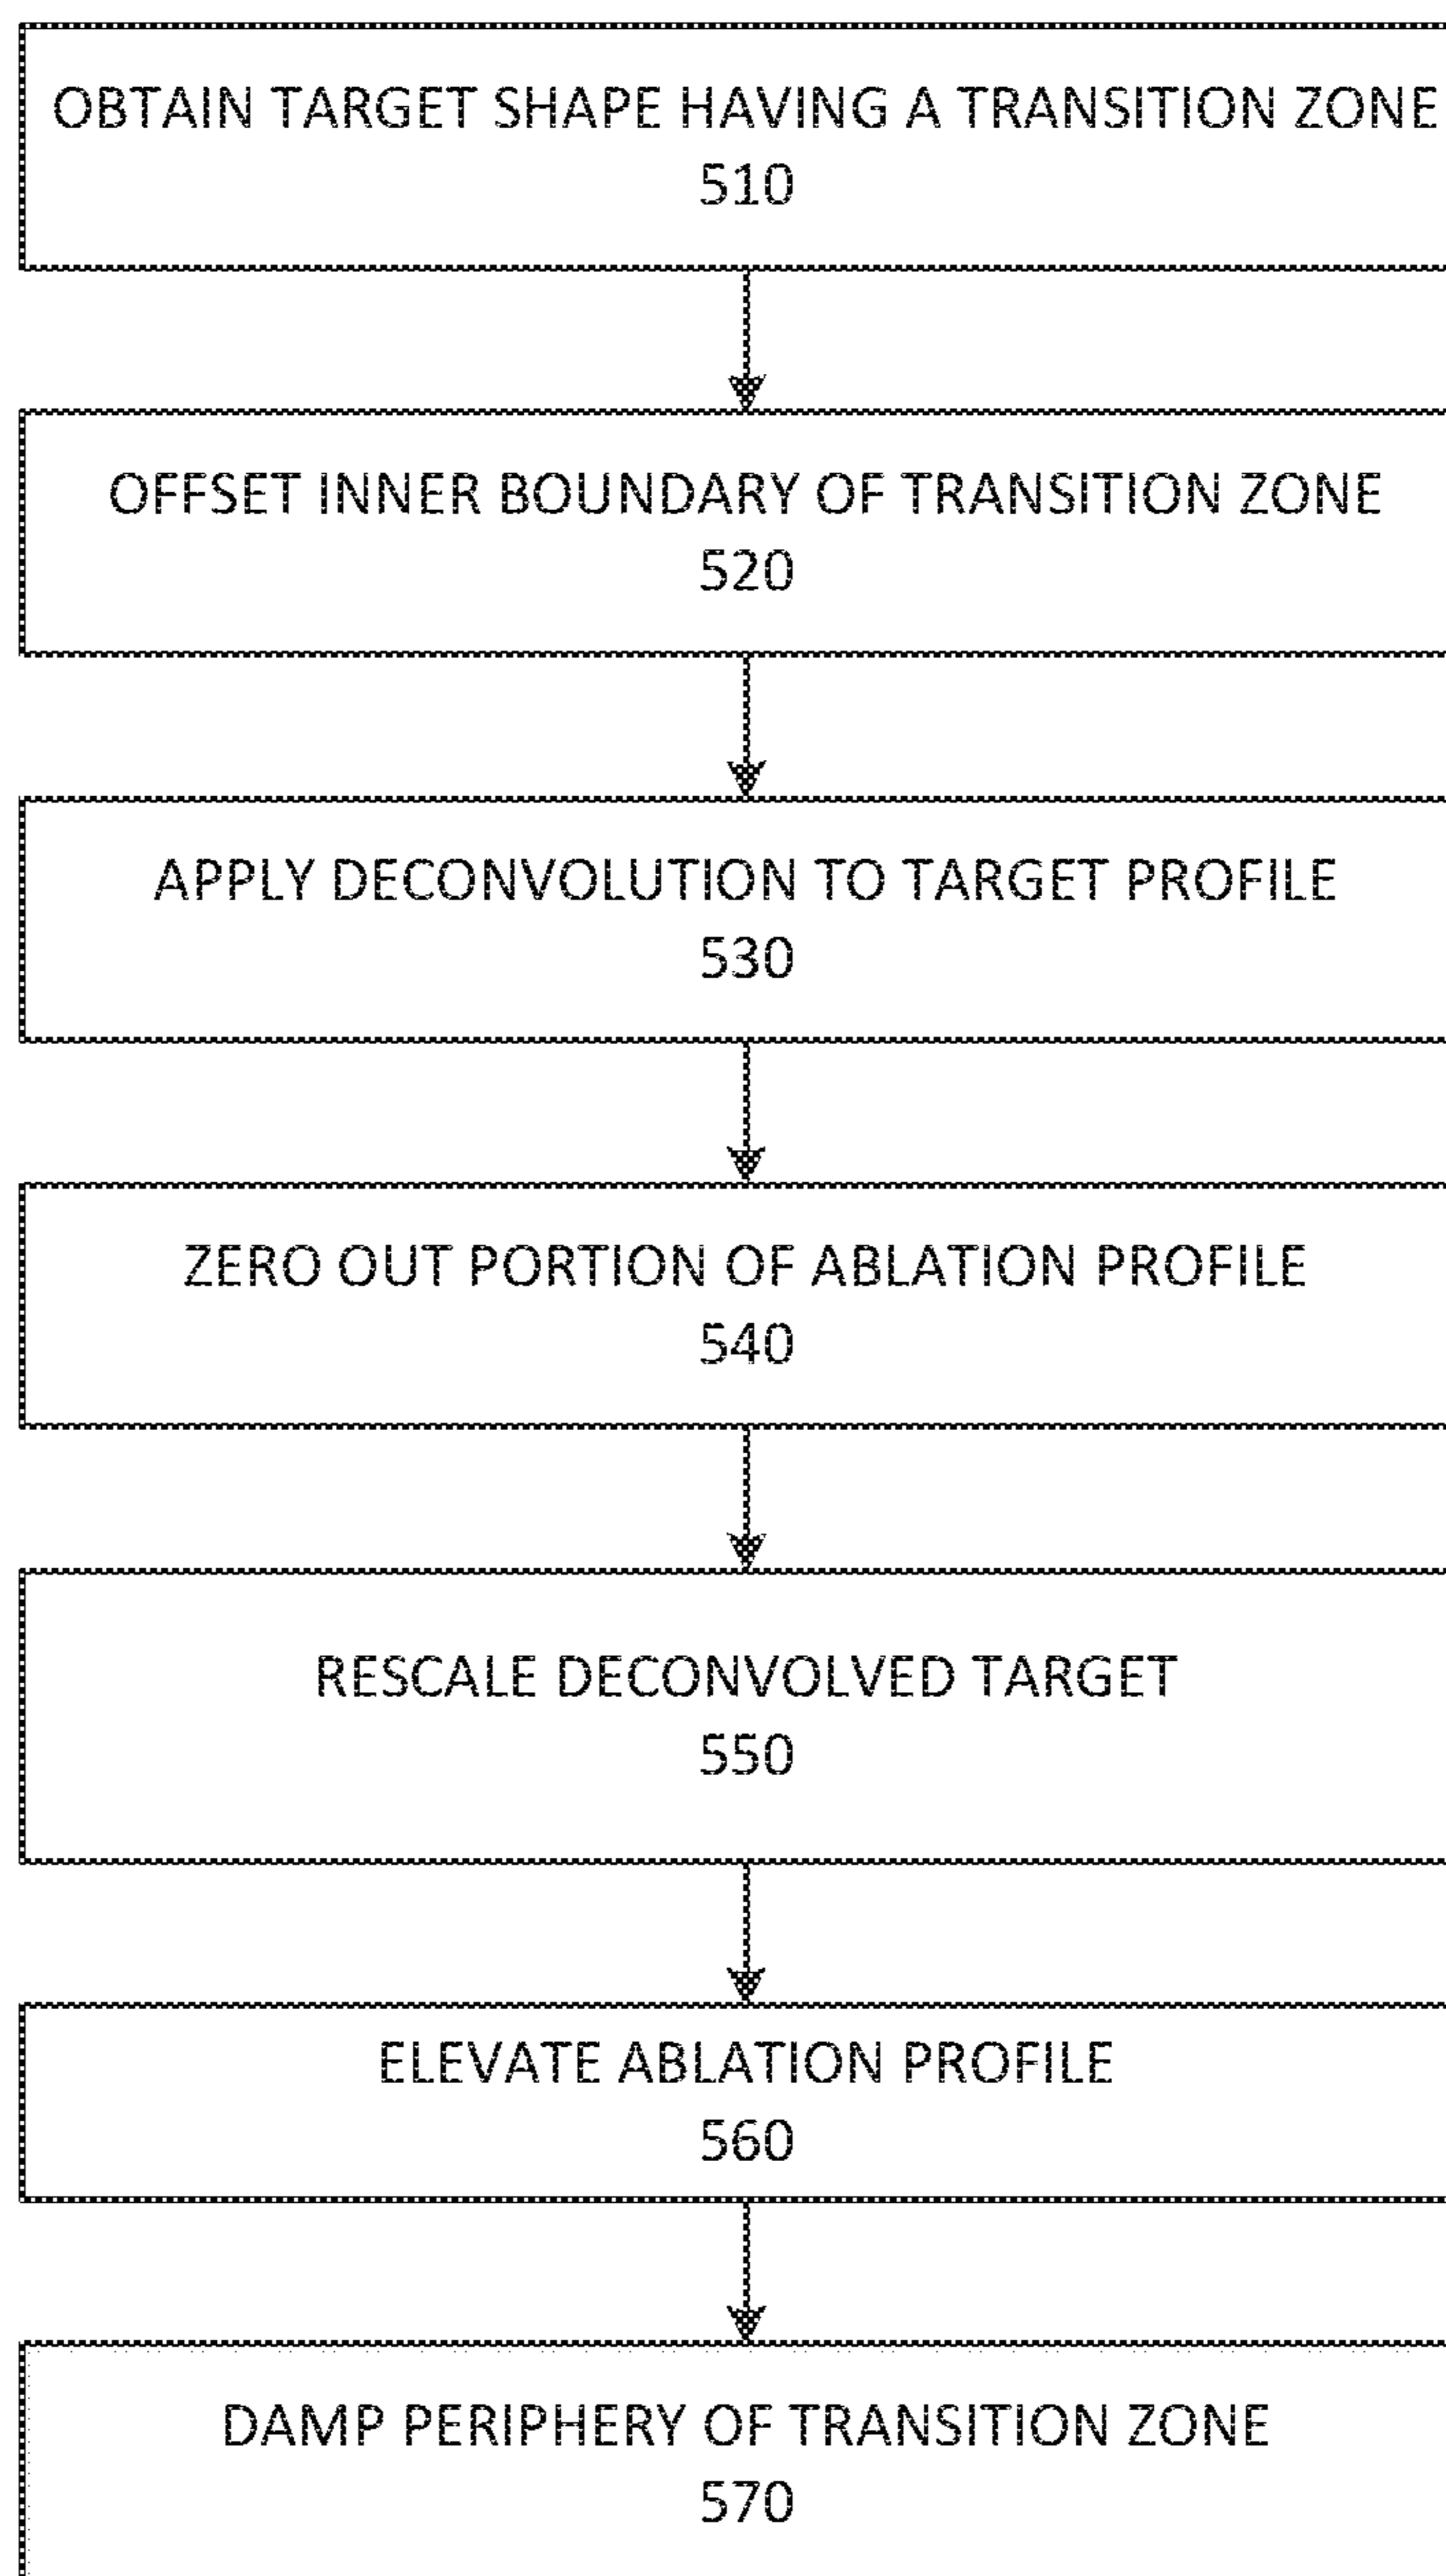 OBTAIN TARGET SHAPE HAVING A TRANSITION ZONE
510
OFFSET INNER BOUNDARY OF TRANSITION ZONE
520
APPLY DECONVOLUTION TO TARGET PROFILE
530
ZERO OUT PORTION OF ABLATION PROFILE
540
RESCALE DECONVOLVED TARGET
550
ELEVATE ABLATION PROFILE
560
DAMP PERIPHERY OF TRANSITION ZONE
570